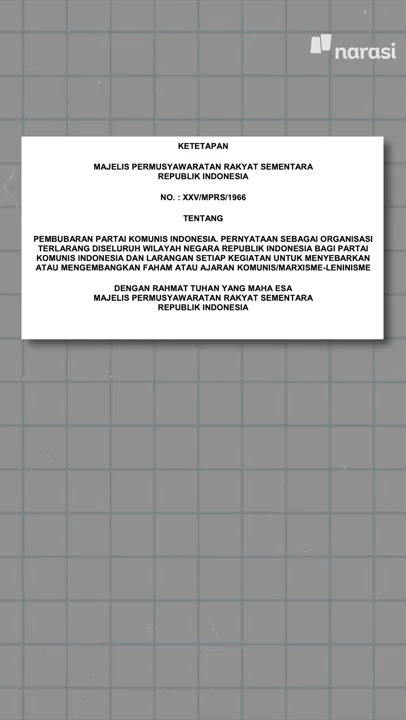 narasi
KETETAPAN
MAJELIS PERMUSYAWARATAN RAKYAT SEMENTARA
REPUBLIK INDONESIA
NO. : XXV/MPRS/1966
TENTANG
PEMBUBARAN PARTAI KOMUNIS INDONESIA. PERNYATAAN SEBAGAI ORGANISASI
TERLARANG DISELURUH WILAYAH NEGARA REPUBLIK INDONESIA BAGI PARTAI
KOMUNIS INDONESIA DAN LARANGAN SETIAP KEGIATAN UNTUK MENYEBARKAN
ATAU MENGEMBANGKAN FAHAM ATAU AJARAN KOMUNIS/MARXISME-LENINISME
DENGAN RAHMAT TUHAN YANG MAHA ESA
MAJELIS PERMUSYAWARATAN RAKYAT SEMENTARA
REPUBLIK INDONESIA